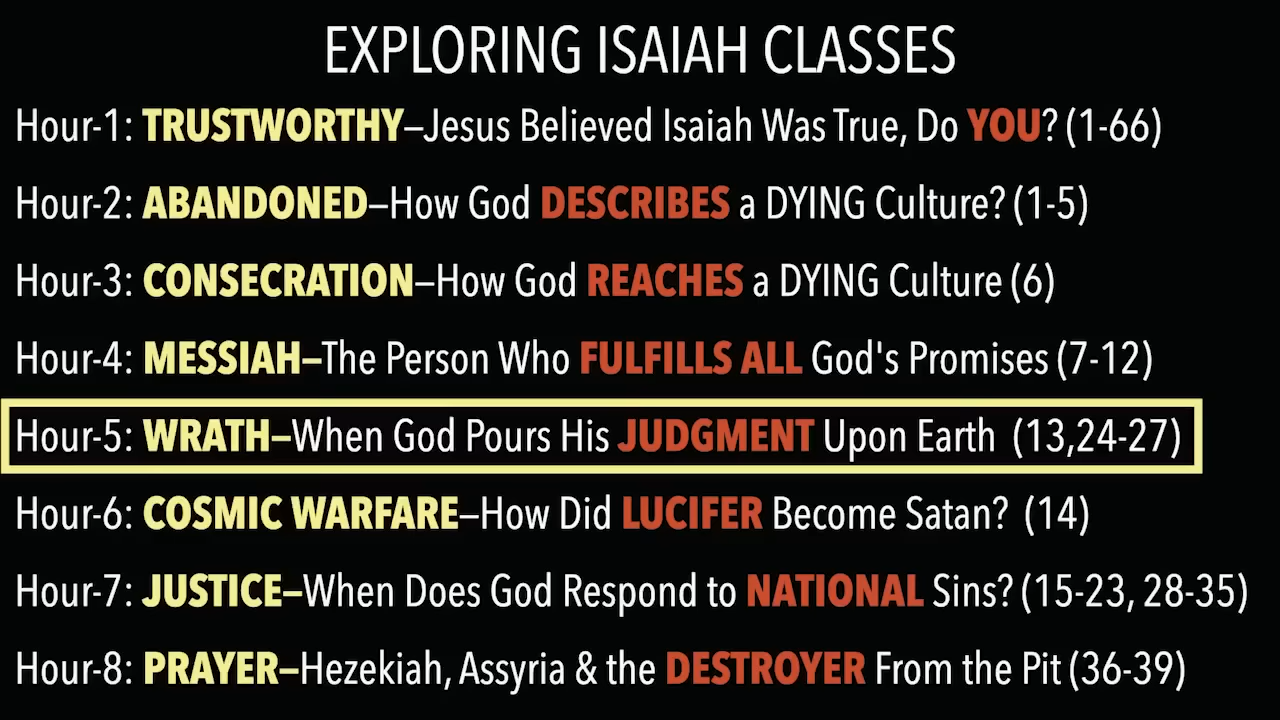 EXPLORING ISAIAH CLASSES
Hour-1: TRUSTWORTHY—Jesus Believed Isaiah Was True, Do YOU? (1-66)
Hour-2: ABANDONED—How God DESCRIBES a DYING Culture? (1-5)
Hour-3: CONSECRATION—How God REACHES a DYING Culture (6)
Hour-4: MESSIAH—The Person Who FULFILLS ALL God's Promises (7-12)
Hour-5: WRATH—When God Pours His JUDGMENT Upon Earth (13,24-27)
Hour-6: COSMIC WARFARE—How Did LUCIFER Become Satan? (14)
Hour-7: JUSTICE—When Does God Respond to NATIONAL Sins? (15-23, 28-35)
Hour-8: PRAYER—Hezekiah, Assyria & the DESTROYER From the Pit (36-39)